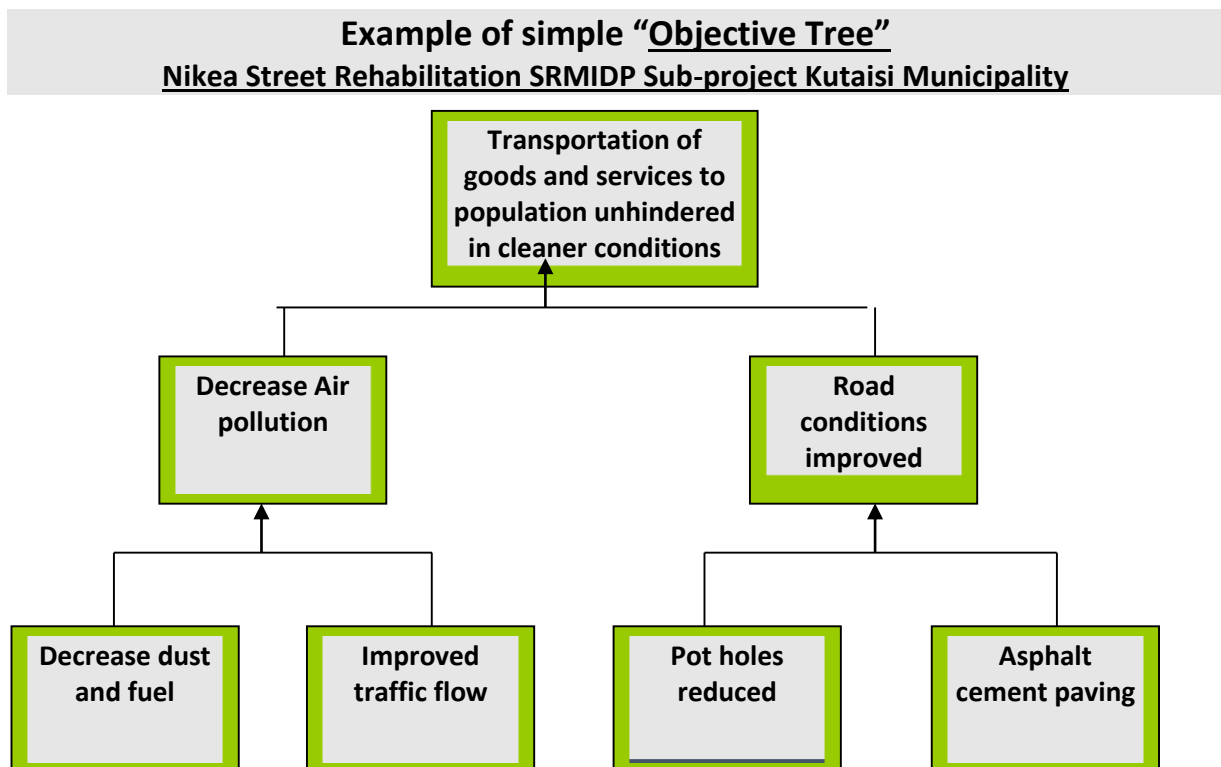 Example of simple “Objective Tree”
Nikea Street Rehabilitation SRMIDP Sub-project Kutaisi Municipality
Transportation of
goods and services to
population unhindered
in cleaner conditions
Decrease Air
pollution
Road
conditions
improved
Decrease dust
and fuel
Improved
traffic flow
Pot holes
reduced
Asphalt
cement paving